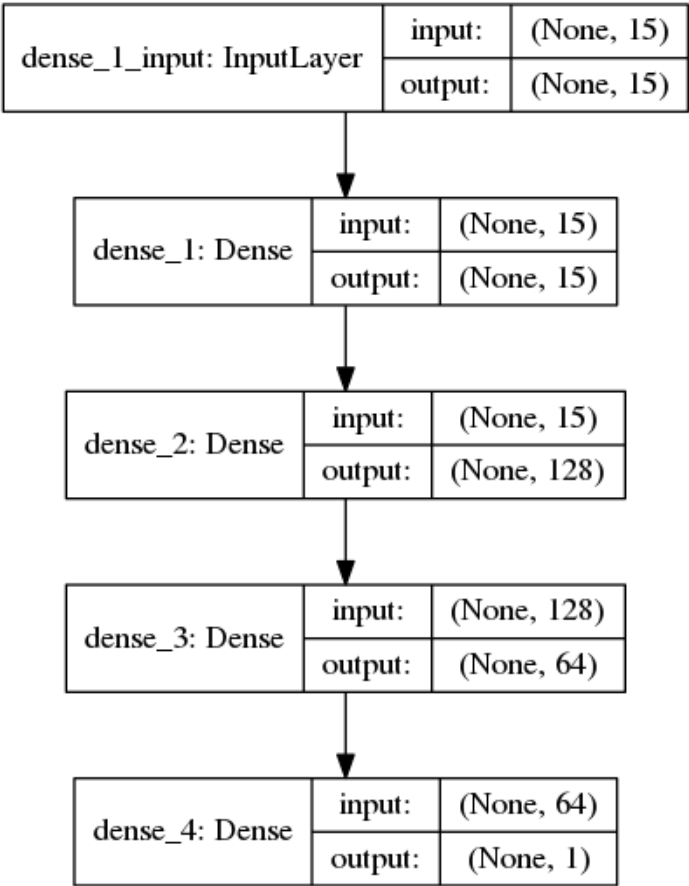 dense_1_input: InputLayer
input: (None, 15)
output: (None, 15)
dense_1: Dense
input: (None, 15)
output: (None, 15)
dense_2: Dense
input: (None, 15)
output: (None, 128)
dense_3: Dense
input: (None, 128)
output: (None, 64)
dense_4: Dense
input: (None, 64)
output: (None, 1)